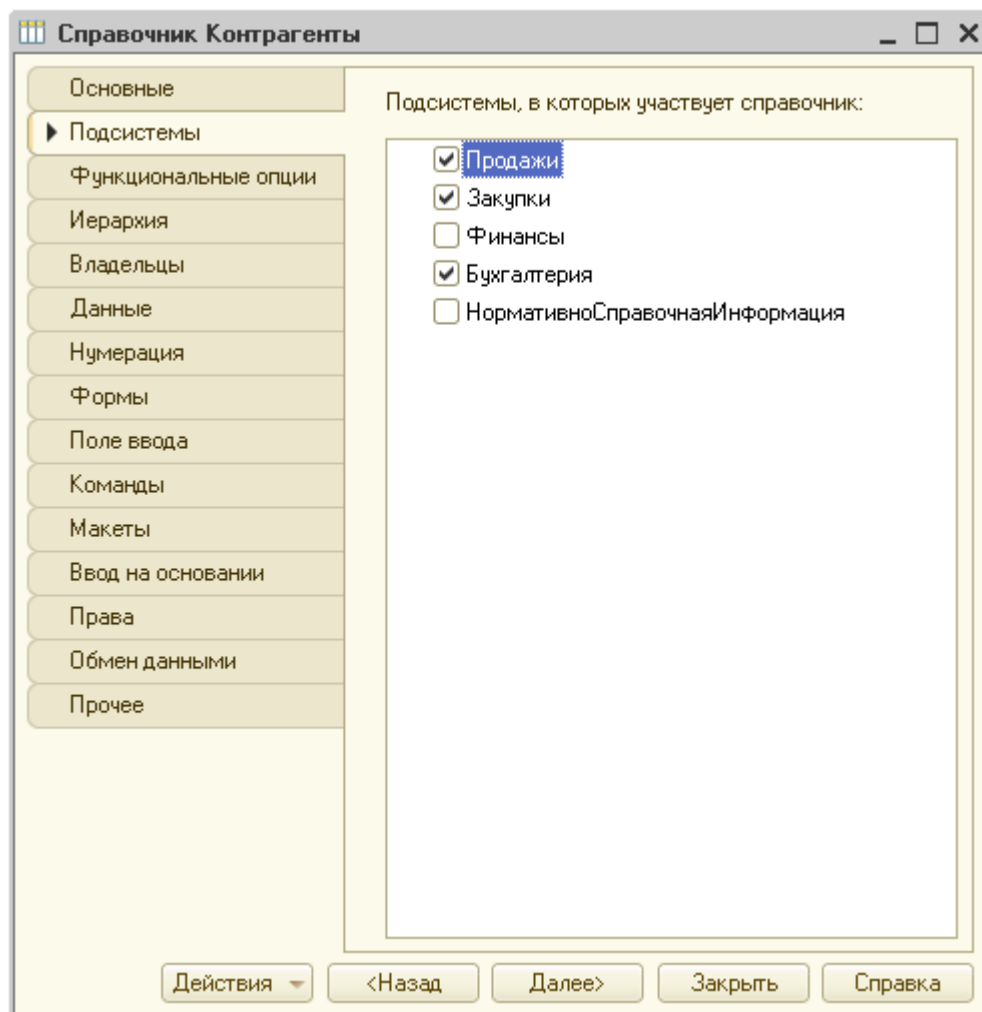 Справочник Контрагенты
Основные
Подсистемы
Функциональные опции
Иерархия
Владельцы
Данные
Нумерация
Формы
Поле ввода
Команды
Макеты
Ввод на основании
Права
Обмен данными
Прочее
Подсистемы, в которых участвует справочник:
Продажи
Закупки
Финансы
Бухгалтерия
НормативноСправочнаяИнформация
Действия
<Назад
Далее>
Закрыть
Справка